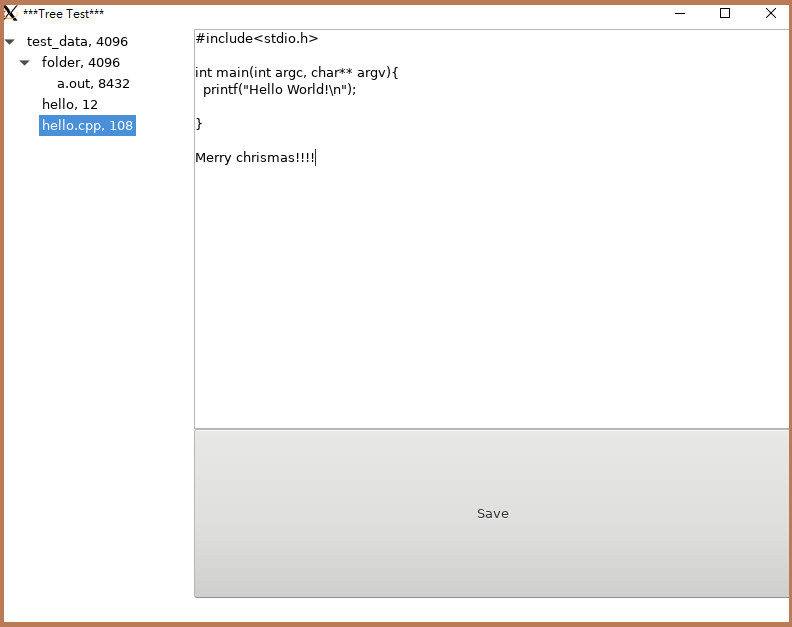 ***Tree Test***
test_data, 4096
folder, 4096
a.out, 8432
hello, 12
hello.cpp, 108
#include<stdio.h>
int main(int argc, char** argv){
printf("Hello World!\n");
}
Merry chrismas!!!!
Save